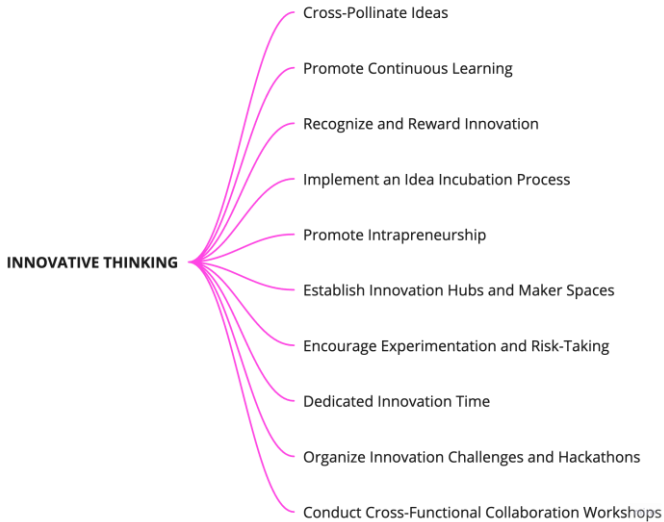 Cross-Pollinate Ideas
Promote Continuous Learning
Recognize and Reward Innovation
Implement an Idea Incubation Process
Promote Intrapreneurship
INNOVATIVE THINKING
Establish Innovation Hubs and Maker Spaces
Encourage Experimentation and Risk-Taking
Dedicated Innovation Time
Organize Innovation Challenges and Hackathons
Conduct Cross-Functional Collaboration Workshops